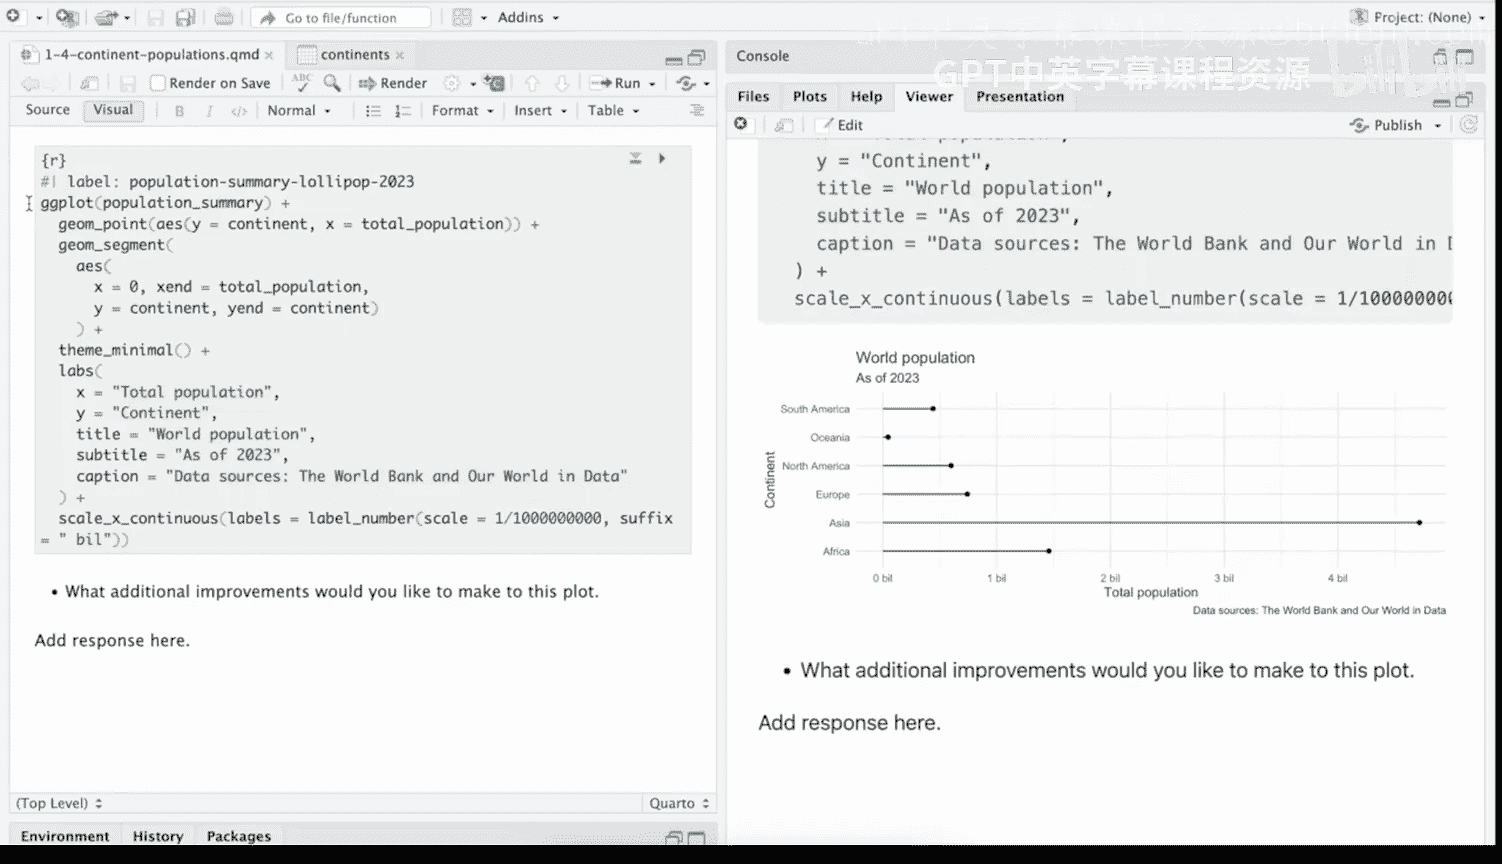 Go to file/function
Addins
Project: (None)
1-4-continent-populations.qmd
continents
Console
GPT中英字幕课程资源
Render on Save
ABC
Render
Run
Files
Plots
Help
Viewer
Presentation
Source
Visual
B
I
</>
Normal
Format
Insert
Table
Edit
Publish
{r}
#| label: population-summary-lollipop-2023
ggplot(population_summary) +
geom_point(aes(y = continent, x = total_population)) +
geom_segment(
aes(
x = 0, xend = total_population,
y = continent, yend = continent)
) +
theme_minimal() +
labs(
x = "Total population",
y = "Continent",
title = "World population",
subtitle = "As of 2023",
caption = "Data sources: The World Bank and Our World in Data"
) +
scale_x_continuous(labels = label_number(scale = 1/1000000000, suffix
= " bil"))
• What additional improvements would you like to make to this plot.
Add response here.
(Top Level)
Quarto
Environment
History
Packages
y = "Continent",
title = "World population",
subtitle = "As of 2023",
caption = "Data sources: The World Bank and Our World in
) +
scale_x_continuous(labels = label_number(scale = 1/100000000
World population
As of 2023
South America
Oceania
North America
Europe
Asia
Africa
Continent
0 bil
1 bil
2 bil
3 bil
4 bil
Total population
Data sources: The World Bank and Our World in Data
• What additional improvements would you like to make to this plot.
Add response here.